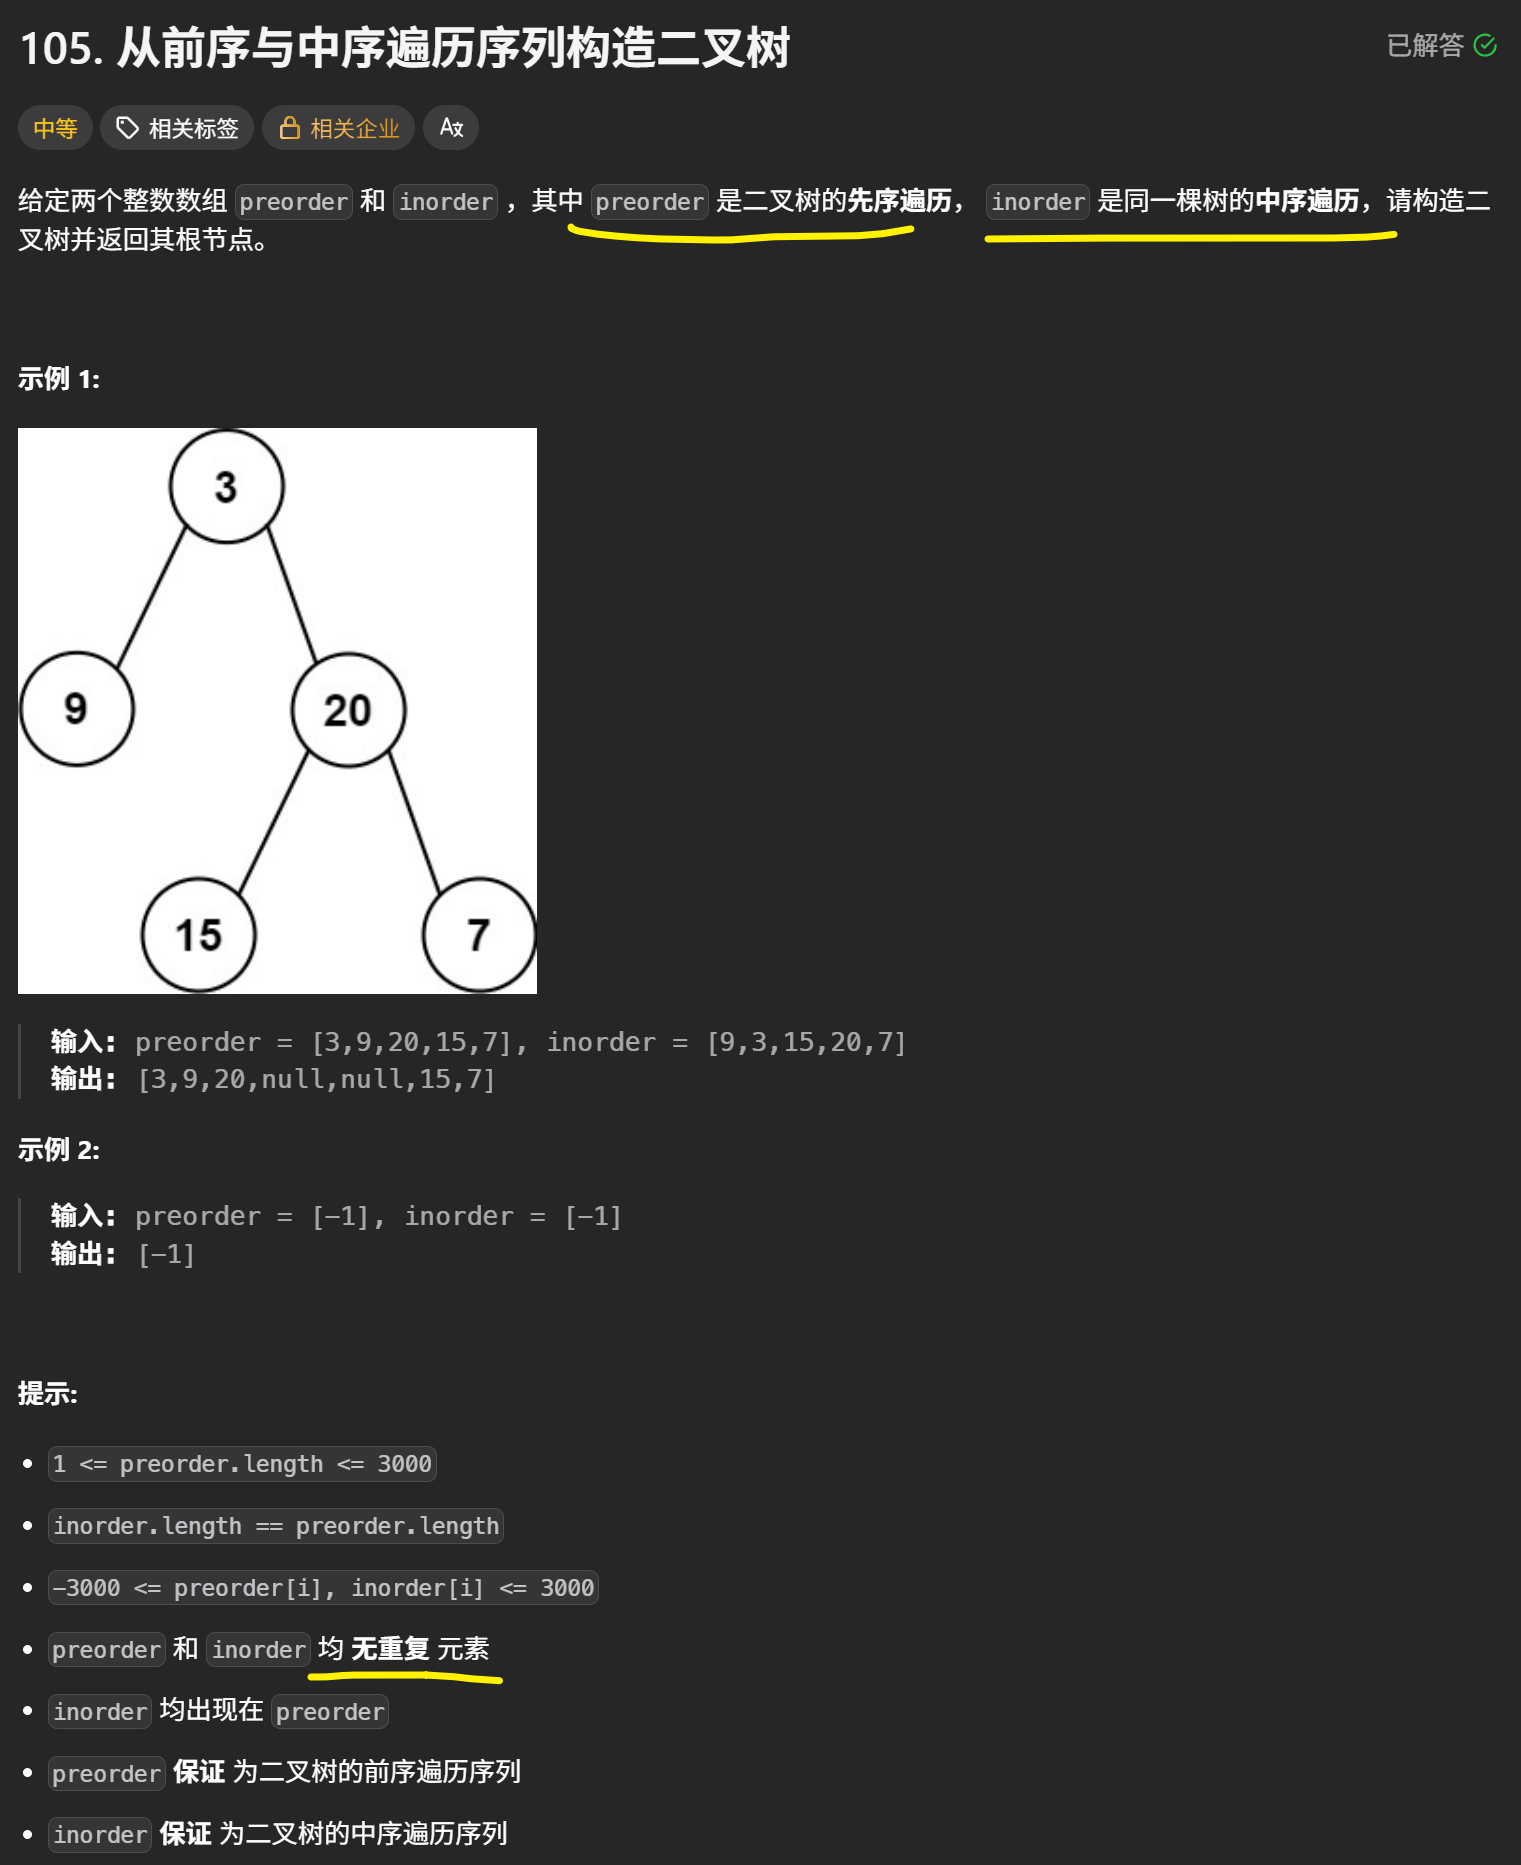 105. 从前序与中序遍历序列构造二叉树
已解答
中等 相关标签 相关企业
给定两个整数数组 preorder 和 inorder ，其中 preorder 是二叉树的先序遍历， inorder 是同一棵树的中序遍历，请构造二
叉树并返回其根节点。
示例 1:
3
9
20
15
7
输入: preorder = [3,9,20,15,7], inorder = [9,3,15,20,7]
输出: [3,9,20,null,null,15,7]
示例 2:
输入: preorder = [-1], inorder = [-1]
输出: [-1]
提示:
1 <= preorder.length <= 3000
inorder.length == preorder.length
-3000 <= preorder[i], inorder[i] <= 3000
preorder 和 inorder 均 无重复 元素
inorder 均出现在 preorder
preorder 保证 为二叉树的前序遍历序列
inorder 保证 为二叉树的中序遍历序列